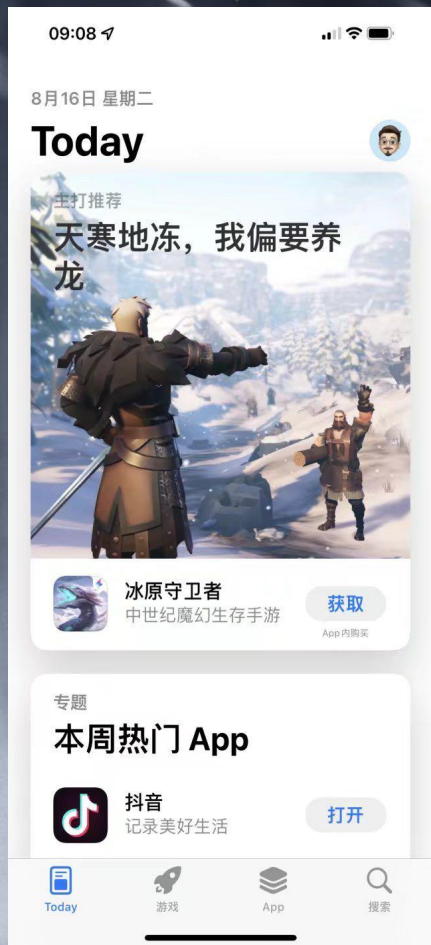 09:08
8月16日 星期二
Today
主打推荐
天寒地冻，我偏要养
龙
冰原守卫者
中世纪魔幻生存手游
获取
App内购买
专题
本周热门 App
抖音
记录美好生活
打开
Today
游戏
App
搜索